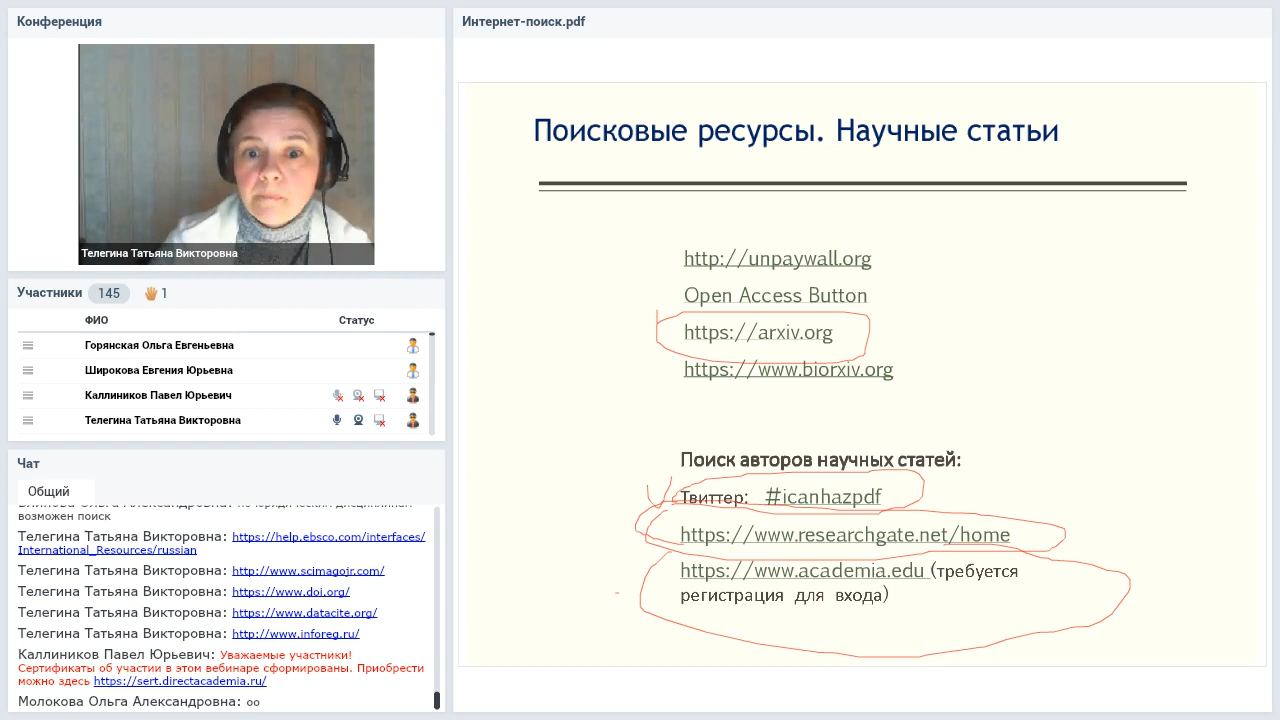 Конференция
Телегина Татьяна Викторовна
Участники 145 1
ФИО Статус
Горянская Ольга Евгеньевна
Широкова Евгения Юрьевна
Каллиников Павел Юрьевич
Телегина Татьяна Викторовна
Чат
Общий
возможен поиск
Телегина Татьяна Викторовна: https://help.ebsco.com/interfaces/
International_Resources/russian
Телегина Татьяна Викторовна: http://www.scimagojr.com/
Телегина Татьяна Викторовна: https://www.doi.org/
Телегина Татьяна Викторовна: https://www.datacite.org/
Телегина Татьяна Викторовна: http://www.inforeg.ru/
Каллиников Павел Юрьевич: Уважаемые участники!
Сертификаты об участии в этом вебинаре сформированы. Приобрести
можно здесь https://sert.directacademia.ru/
Молокова Ольга Александровна: оо
Интернет-поиск.pdf
Поисковые ресурсы. Научные статьи
http://unpaywall.org
Open Access Button
https://arxiv.org
https://www.biorxiv.org
Поиск авторов научных статей:
Твиттер: #icanhazpdf
https://www.researchgate.net/home
https://www.academia.edu (требуется
регистрация для входа)